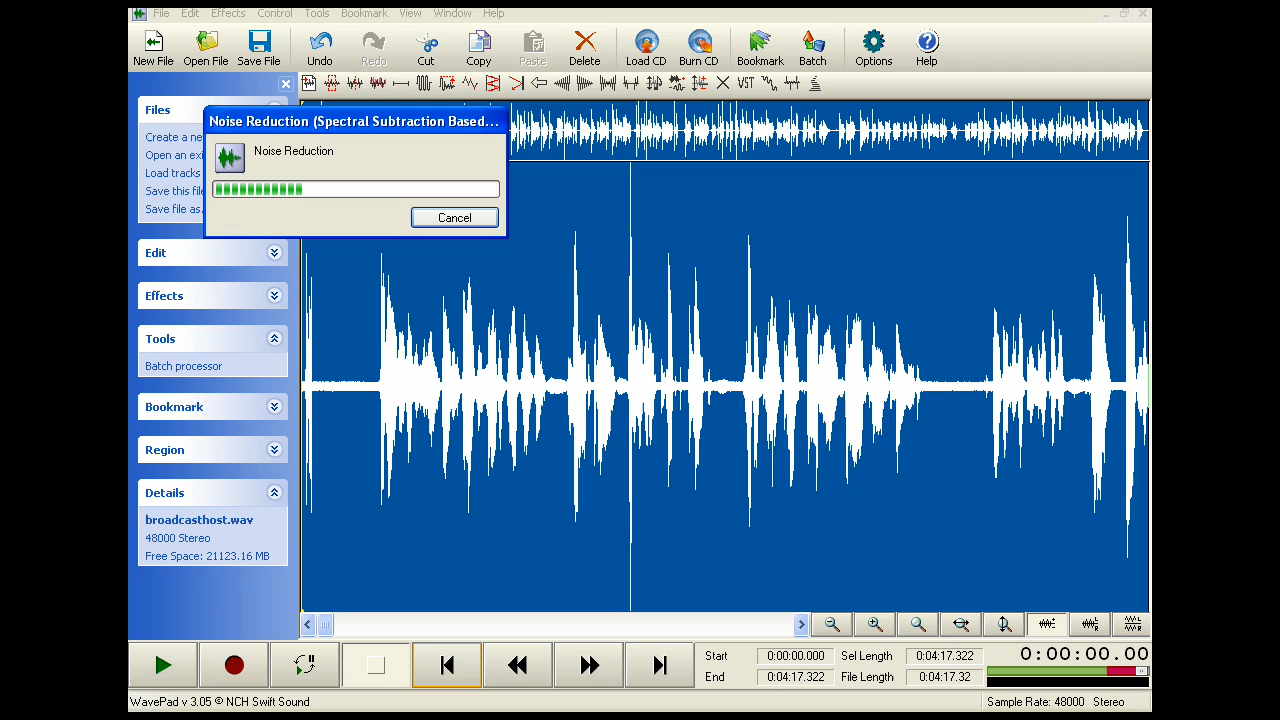 File Edit Effects Control Tools Bookmark View Window Help
New File Open File Save File Undo Redo Cut Copy Paste Delete Load CD Burn CD Bookmark Batch Options Help
VST
Files
Create a ne
Open an exi
Load tracks
Save this file
Save file as.
Noise Reduction (Spectral Subtraction Based...
Noise Reduction
Cancel
Edit
Effects
Tools
Batch processor
Bookmark
Region
Details
broadcasthost.wav
48000 Stereo
Free Space: 21123.16 MB
Start 0:00:00.000 Sel Length 0:04:17.322 0:00:00.00
End 0:04:17.322 File Length 0:04:17.32
WavePad v 3.05 © NCH Swift Sound Sample Rate: 48000 Stereo